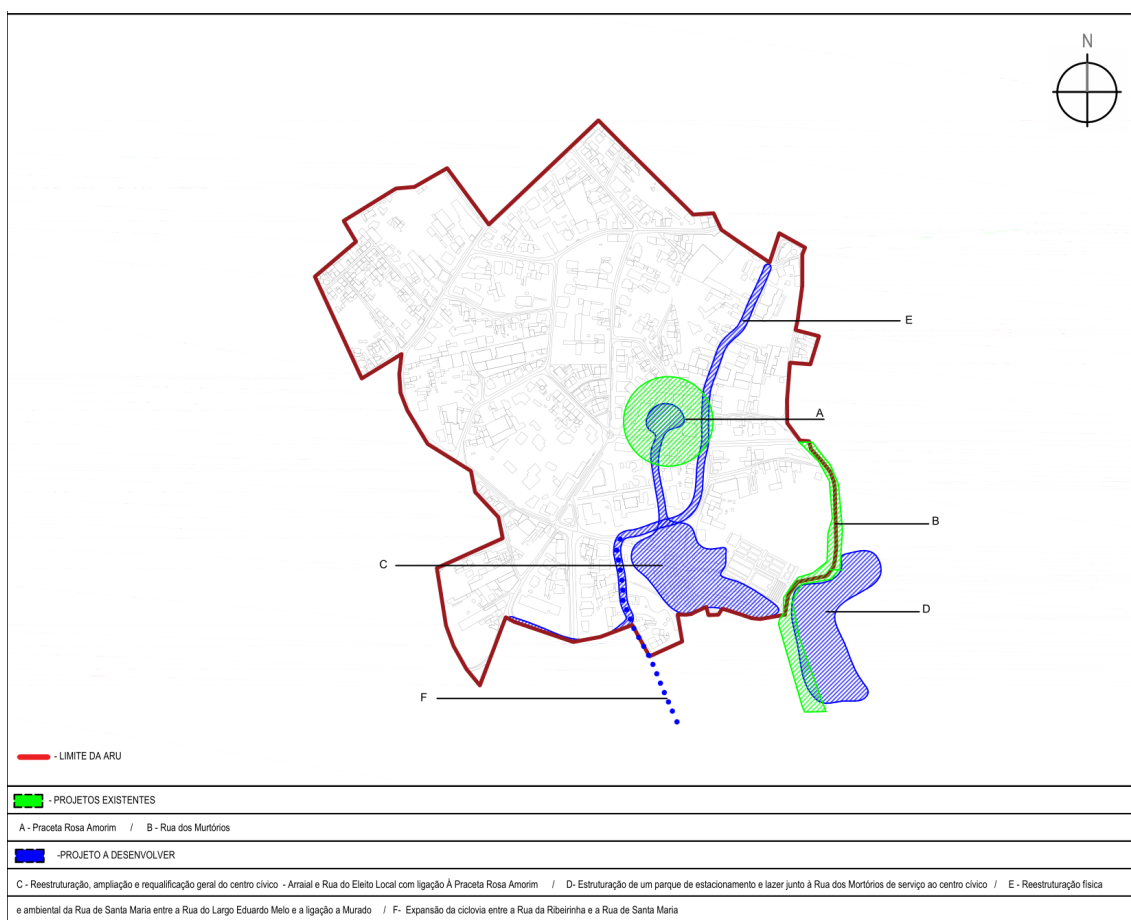 N
E
A
B
C
D
F
- LIMITE DA ARU
- PROJETOS EXISTENTES
A - Praceta Rosa Amorim / B - Rua dos Murtórios
-PROJETO A DESENVOLVER
C - Reestruturação, ampliação e requalificação geral do centro cívico - Arraial e Rua do Eleito Local com ligação À Praceta Rosa Amorim / D- Estruturação de um parque de estacionamento e lazer junto à Rua dos Mortórios de serviço ao centro cívico / E - Reestruturação física
e ambiental da Rua de Santa Maria entre a Rua do Largo Eduardo Melo e a ligação a Murado / F- Expansão da ciclovia entre a Rua da Ribeirinha e a Rua de Santa Maria